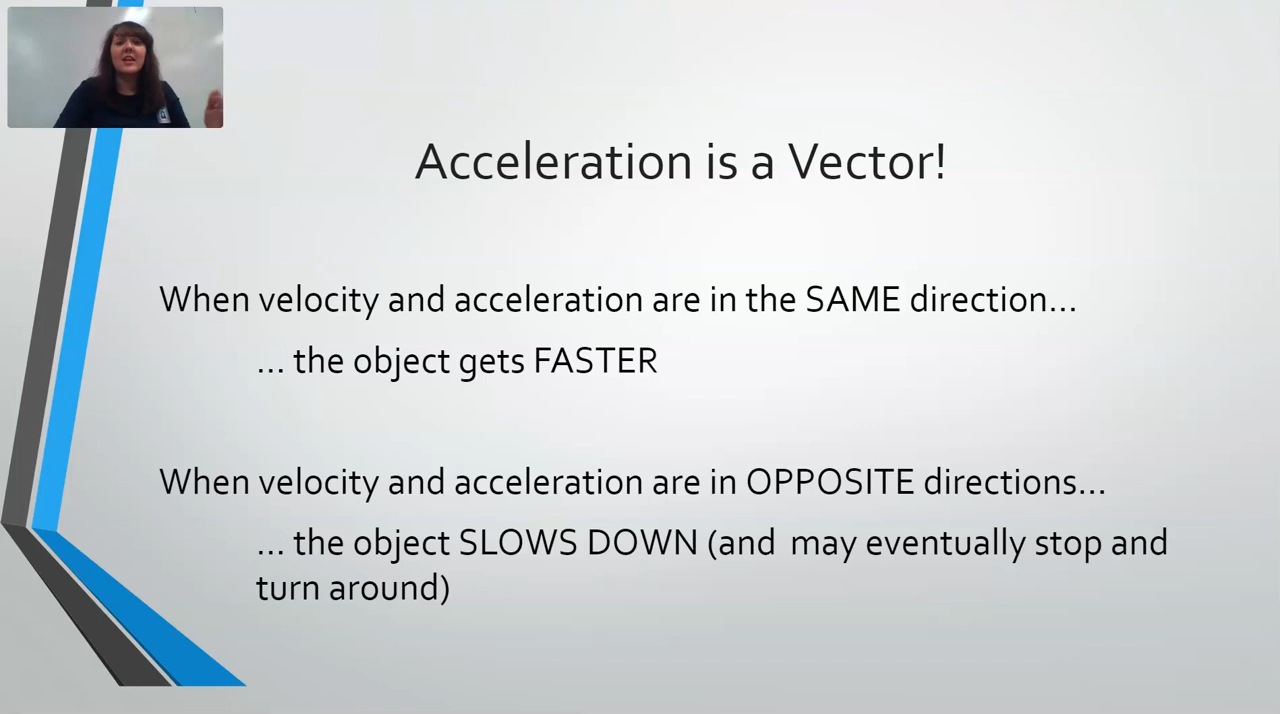 Acceleration is a Vector!
When velocity and acceleration are in the SAME direction...
... the object gets FASTER
When velocity and acceleration are in OPPOSITE directions...
... the object SLOWS DOWN (and may eventually stop and
turn around)